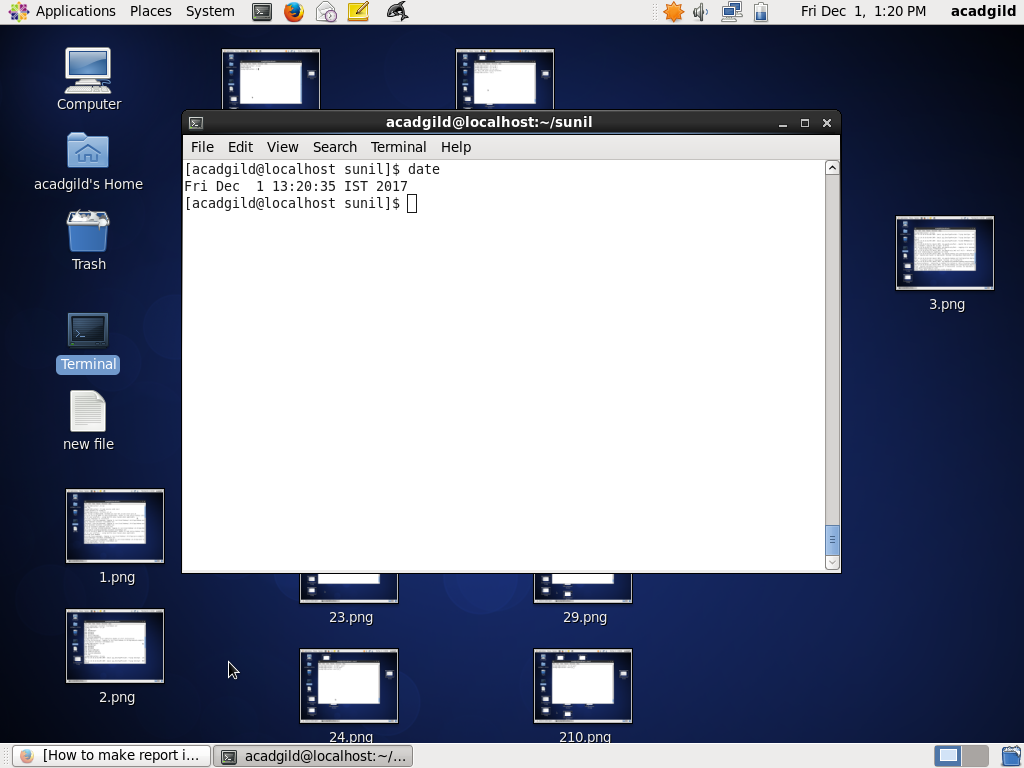 Applications Places System
Fri Dec  1, 1:20 PM acadgild
Computer
acadgild's Home
Trash
Terminal
new file
1.png
2.png
acadgild@localhost:~/sunil
File Edit View Search Terminal Help
[acadgild@localhost sunil]$ date
Fri Dec  1 13:20:35 IST 2017
[acadgild@localhost sunil]$
3.png
23.png
29.png
24.png
210.png
[How to make report i...
acadgild@localhost:~/...